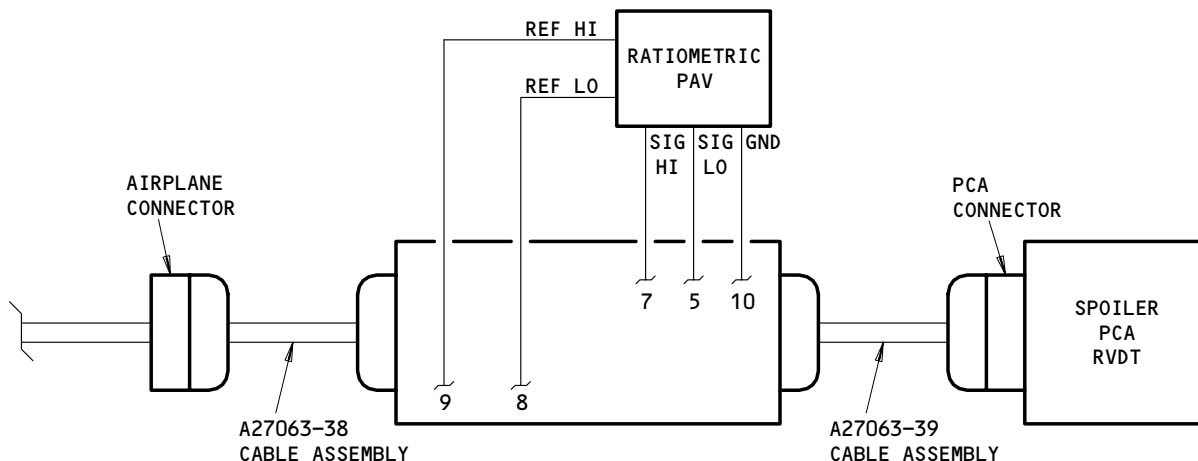 REF HI
RATIOMETRIC
PAV
REF LO
SIG
HI
SIG
LO
GND
AIRPLANE
CONNECTOR
PCA
CONNECTOR
7
5
10
SPOILER
PCA
RVDT
9
8
A27063-38
CABLE ASSEMBLY
A27063-39
CABLE ASSEMBLY